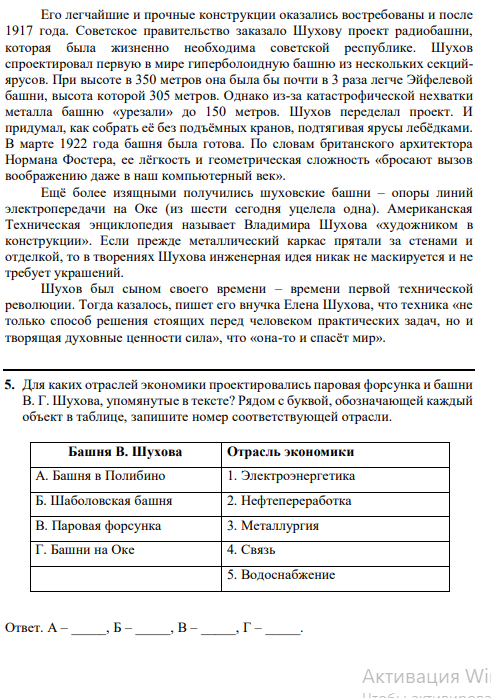 Его легчайшие и прочные конструкции оказались востребованы и после
1917 года. Советское правительство заказало Шухову проект радиобашни,
которая была жизненно необходима советской республике. Шухов
спроектировал первую в мире гиперболоидную башню из нескольких секций-
ярусов. При высоте в 350 метров она была бы почти в 3 раза легче Эйфелевой
башни, высота которой 305 метров. Однако из-за катастрофической нехватки
металла башню «урезали» до 150 метров. Шухов переделал проект. И
придумал, как собрать её без подъёмных кранов, подтягивая ярусы лебёдками.
В марте 1922 года башня была готова. По словам британского архитектора
Нормана Фостера, ее лёгкость и геометрическая сложность «бросают вызов
воображению даже в наш компьютерный век».
Ещё более изящными получились шуховские башни – опоры линий
электропередачи на Оке (из шести сегодня уцелела одна). Американская
Техническая энциклопедия называет Владимира Шухова «художником в
конструкции». Если прежде металлический каркас прятали за стенами и
отделкой, то в творениях Шухова инженерная идея никак не маскируется и не
требует украшений.
Шухов был сыном своего времени – времени первой технической
революции. Тогда казалось, пишет его внучка Елена Шухова, что техника «не
только способ решения стоящих перед человеком практических задач, но и
творящая духовные ценности сила», что «она-то и спасёт мир».
5. Для каких отраслей экономики проектировались паровая форсунка и башни
В. Г. Шухова, упомянутые в тексте? Рядом с буквой, обозначающей каждый
объект в таблице, запишите номер соответствующей отрасли.
Башня В. Шухова Отрасль экономики
А. Башня в Полибино 1. Электроэнергетика
Б. Шаболовская башня 2. Нефтепереработка
В. Паровая форсунка 3. Металлургия
Г. Башни на Оке 4. Связь
5. Водоснабжение
Ответ. А – _____, Б – _____, В – _____, Г – _____.
Активация Wi